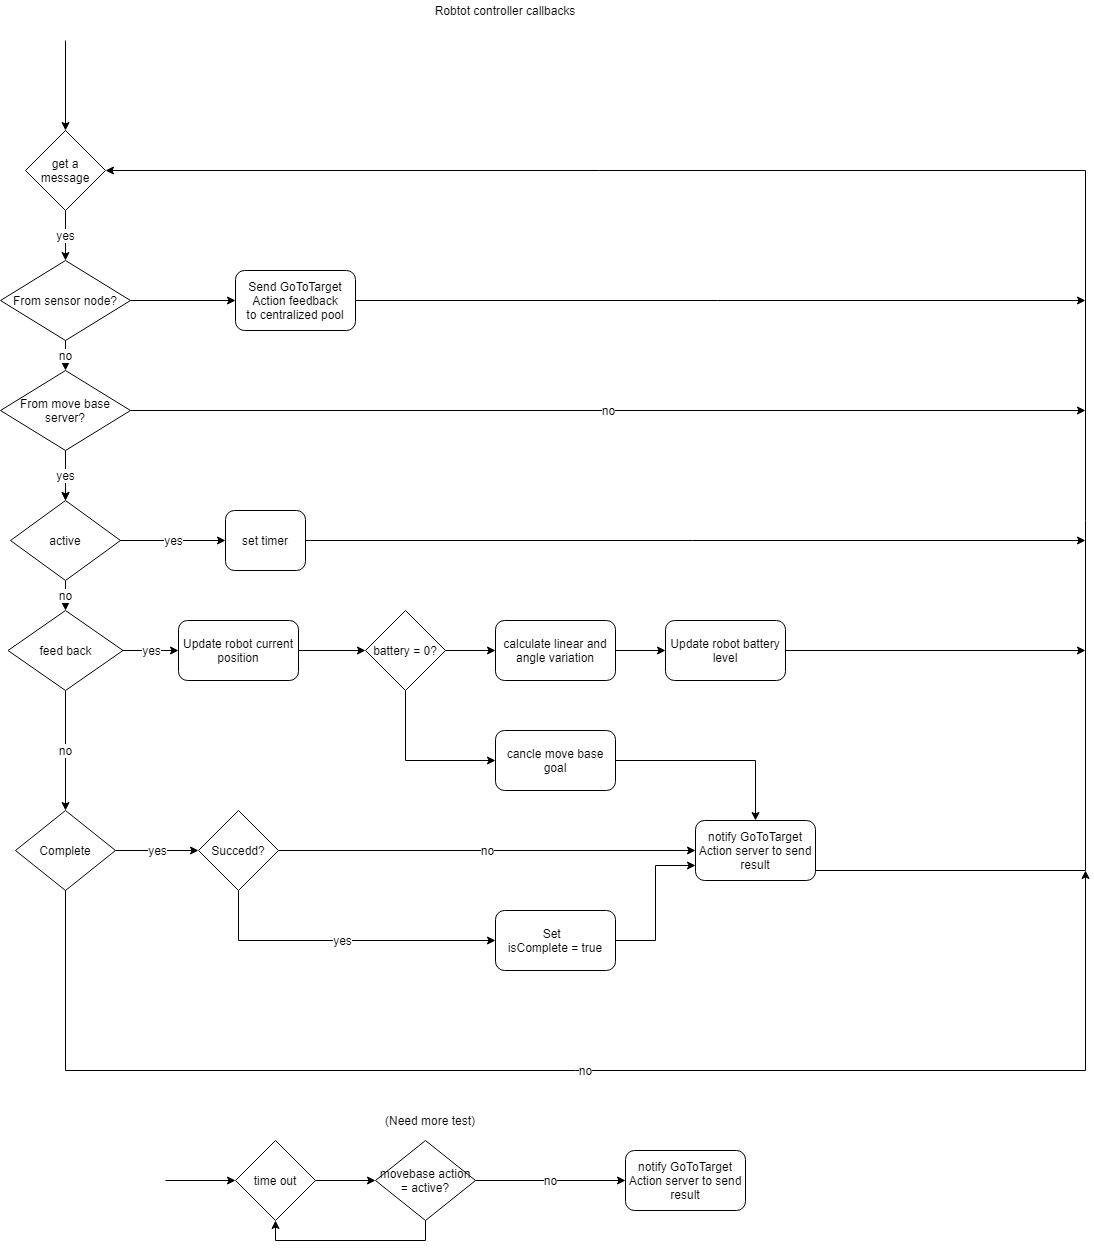 Robtot controller callbacks
get a
message
yes
From sensor node?
Send GoToTarget
Action feedback
to centralized pool
no
From move base
server?
no
yes
active
yes
set timer
no
feed back
yes
Update robot current
position
battery = 0?
calculate linear and
angle variation
Update robot battery
level
no
cancle move base
goal
Complete
yes
Succedd?
no
notify GoToTarget
Action server to send
result
yes
Set
isComplete = true
no
(Need more test)
time out
movebase action
= active?
no
notify GoToTarget
Action server to send
result